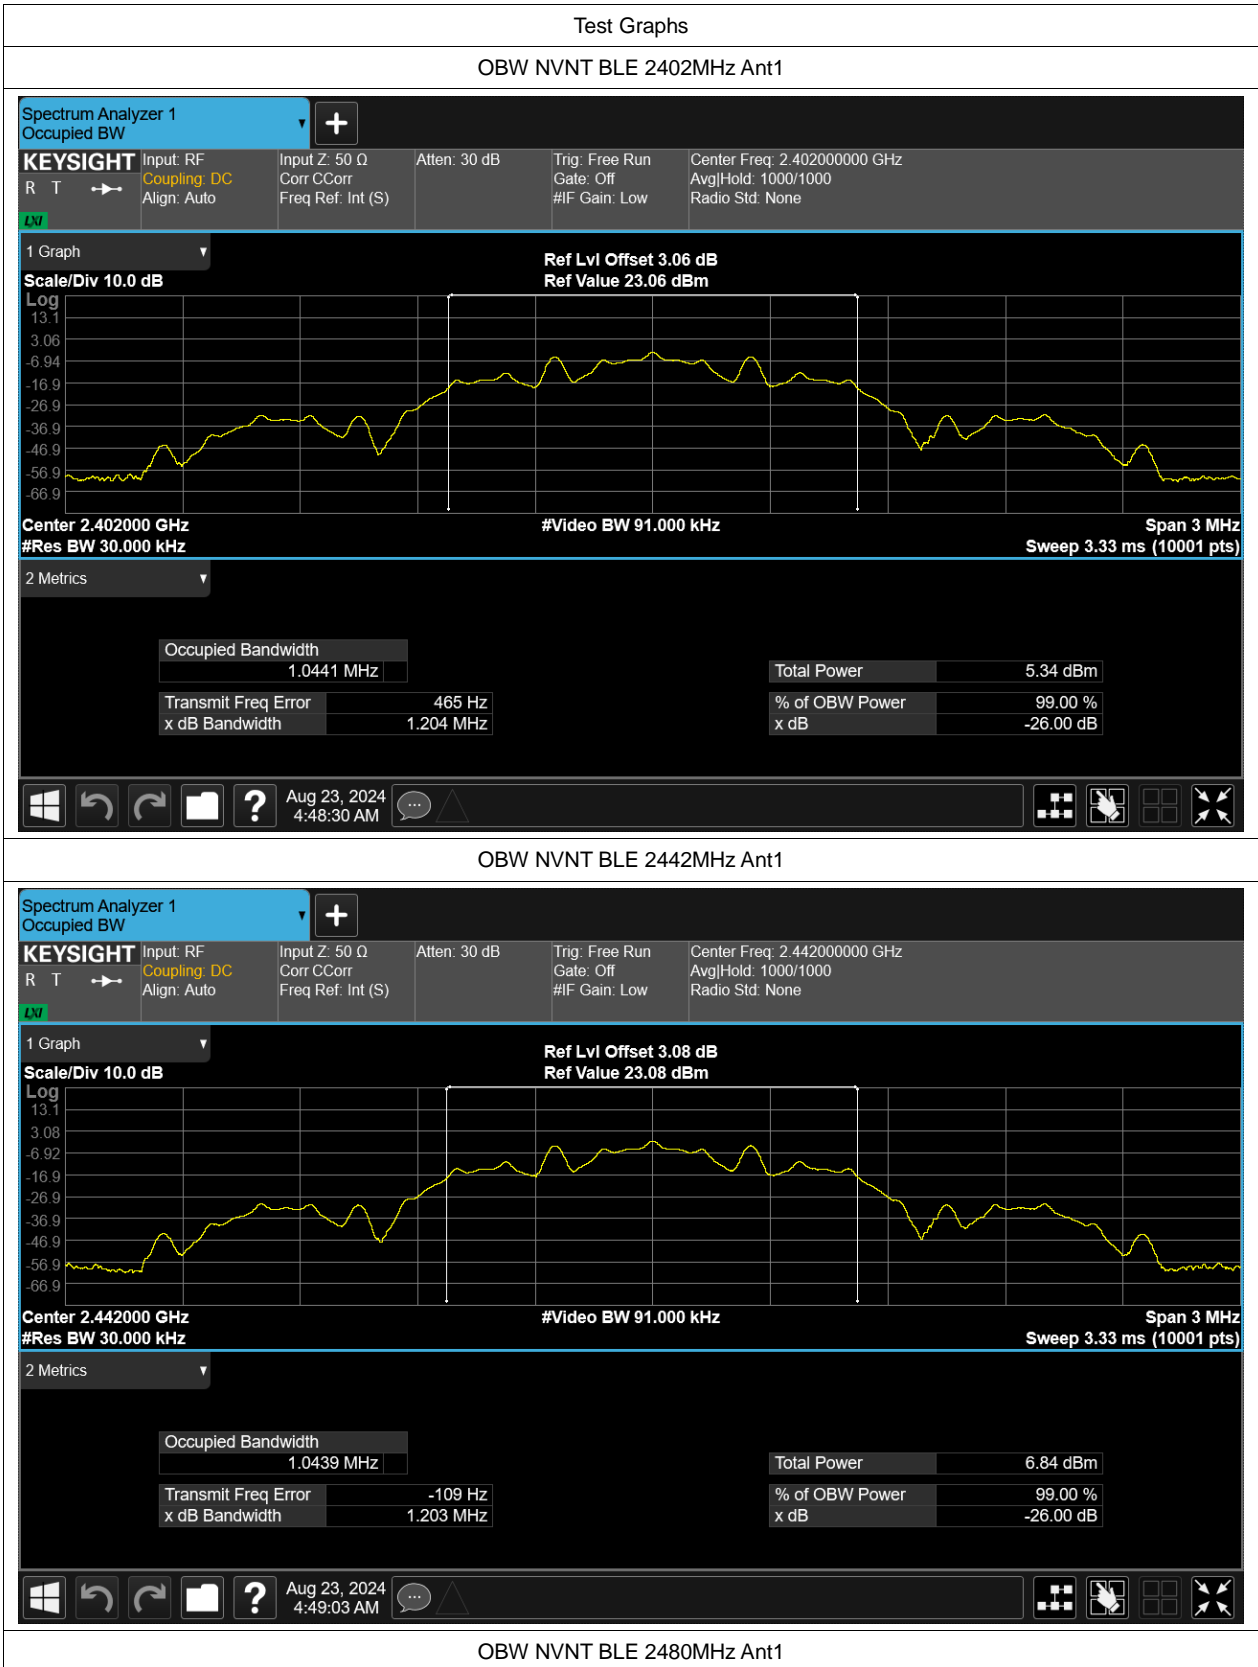 Test Graphs
OBW NVNT BLE 2402MHz Ant1
Spectrum Analyzer 1
Occupied BW
KEYSIGHT Input: RF Input Z: 50 Ω Atten: 30 dB Trig: Free Run Center Freq: 2.402000000 GHz
R T Coupling: DC Corr CCorr Gate: Off Avg|Hold: 1000/1000
Align: Auto Freq Ref: Int (S) #IF Gain: Low Radio Std: None
LXI
1 Graph
Ref Lvl Offset 3.06 dB
Scale/Div 10.0 dB Ref Value 23.06 dBm
Log
13.1
3.06
-6.94
-16.9
-26.9
-36.9
-46.9
-56.9
-66.9
Center 2.402000 GHz #Video BW 91.000 kHz Span 3 MHz
#Res BW 30.000 kHz Sweep 3.33 ms (10001 pts)
2 Metrics
Occupied Bandwidth
1.0441 MHz Total Power 5.34 dBm
Transmit Freq Error 465 Hz % of OBW Power 99.00 %
x dB Bandwidth 1.204 MHz x dB -26.00 dB
Aug 23, 2024
4:48:30 AM
OBW NVNT BLE 2442MHz Ant1
Spectrum Analyzer 1
Occupied BW
KEYSIGHT Input: RF Input Z: 50 Ω Atten: 30 dB Trig: Free Run Center Freq: 2.442000000 GHz
R T Coupling: DC Corr CCorr Gate: Off Avg|Hold: 1000/1000
Align: Auto Freq Ref: Int (S) #IF Gain: Low Radio Std: None
LXI
1 Graph
Ref Lvl Offset 3.08 dB
Scale/Div 10.0 dB Ref Value 23.08 dBm
Log
13.1
3.08
-6.92
-16.9
-26.9
-36.9
-46.9
-56.9
-66.9
Center 2.442000 GHz #Video BW 91.000 kHz Span 3 MHz
#Res BW 30.000 kHz Sweep 3.33 ms (10001 pts)
2 Metrics
Occupied Bandwidth
1.0439 MHz Total Power 6.84 dBm
Transmit Freq Error -109 Hz % of OBW Power 99.00 %
x dB Bandwidth 1.203 MHz x dB -26.00 dB
Aug 23, 2024
4:49:03 AM
OBW NVNT BLE 2480MHz Ant1